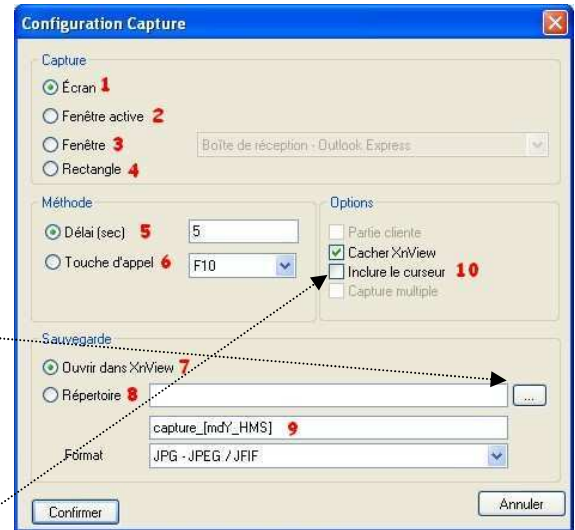 Configuration Capture
Capture
Écran 1
Fenêtre active 2
Fenêtre 3 Boîte de réception - Outlook Express
Rectangle 4
Méthode
Délai (sec) 5 5
Touche d'appel 6 F10
Options
Partie cliente
Cacher XnView
Inclure le curseur 10
Capture multiple
Sauvegarde
Ouvrir dans XnView 7
Répertoire 8 ...
capture_[mdY_HMS] 9
Format JPG - JPEG / JFIF
Confirmer Annuler